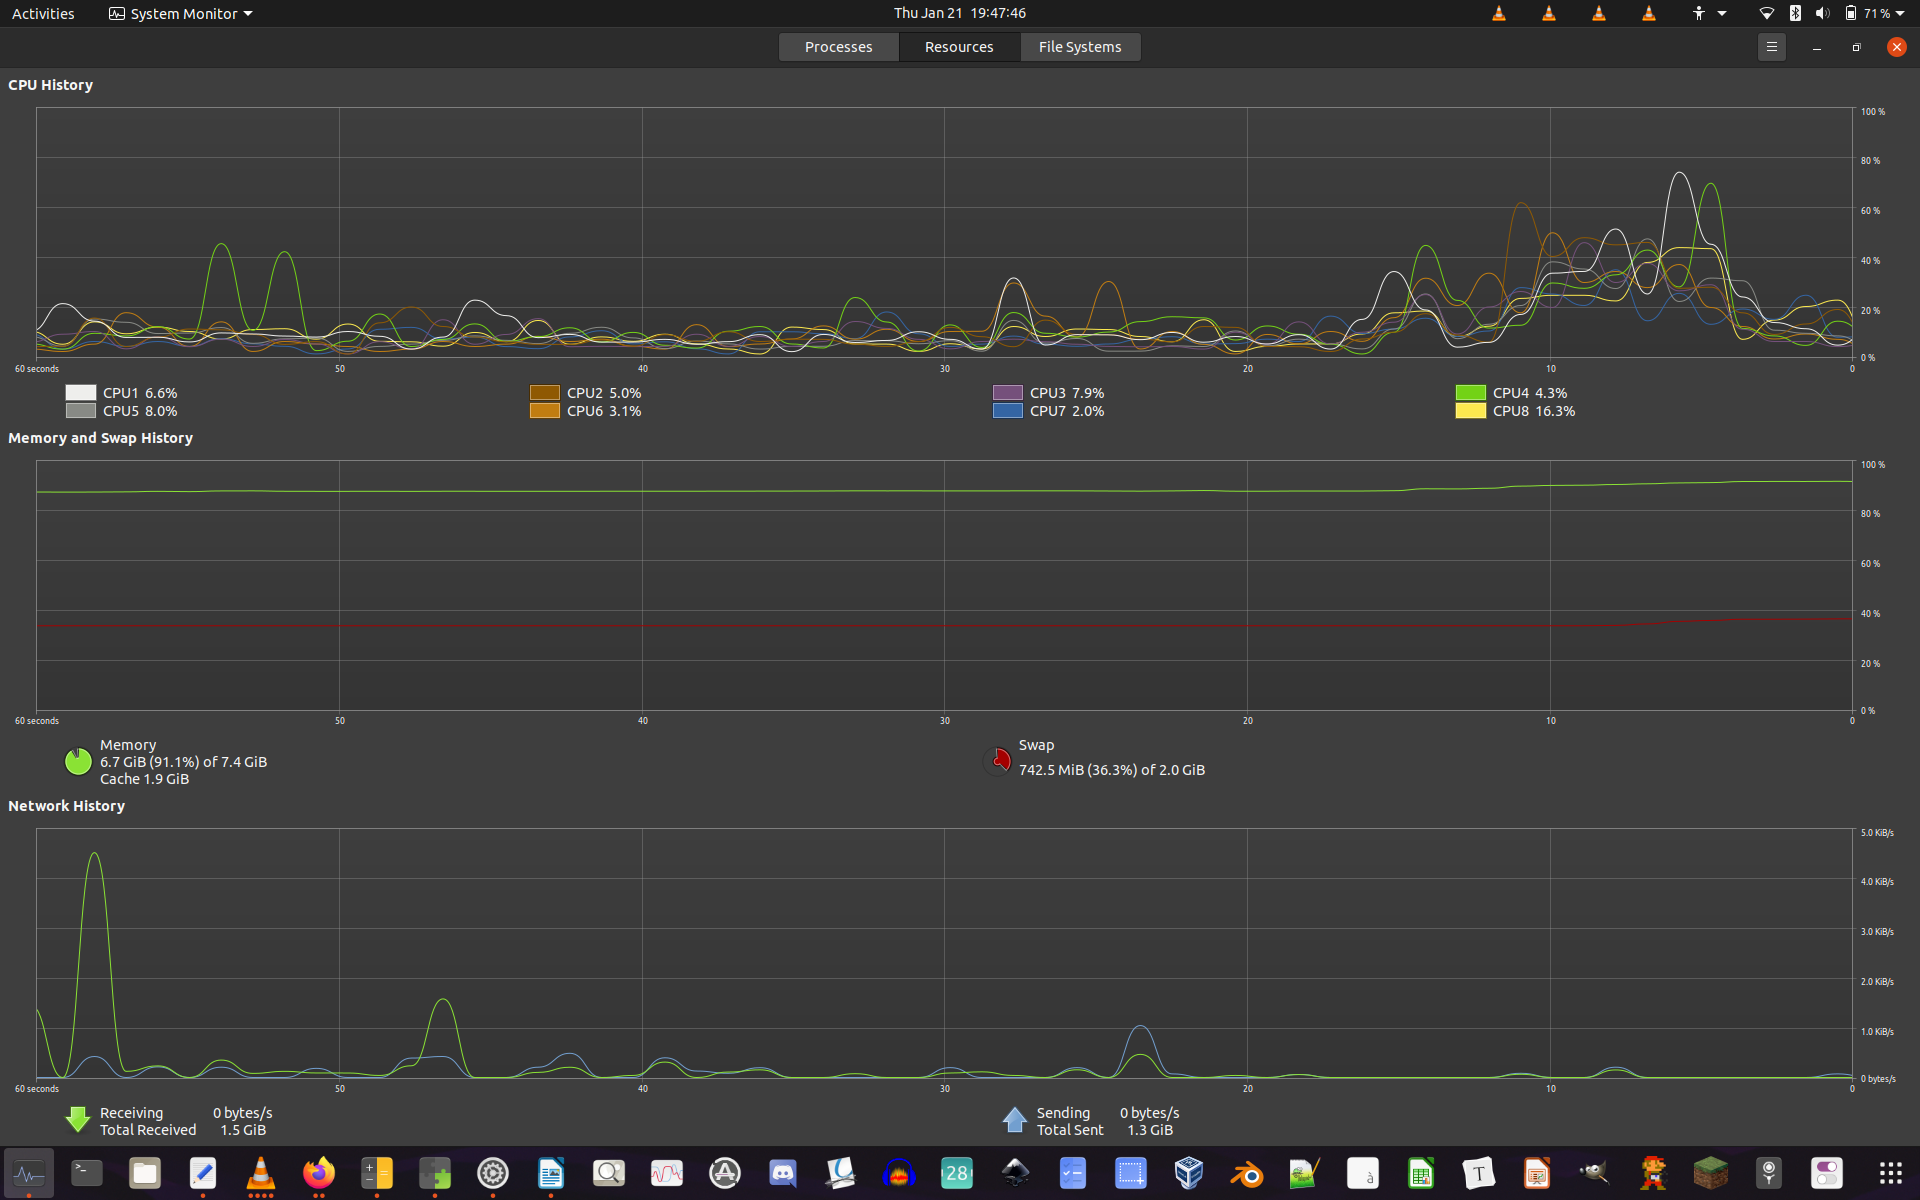 Activities System Monitor Thu Jan 21 19:47:46 71 %
Processes Resources File Systems
CPU History
100 %
80 %
60 %
40 %
20 %
0 %
60 seconds 50 40 30 20 10 0
CPU1 6.6% CPU2 5.0% CPU3 7.9% CPU4 4.3%
CPU5 8.0% CPU6 3.1% CPU7 2.0% CPU8 16.3%
Memory and Swap History
100 %
80 %
60 %
40 %
20 %
0 %
60 seconds 50 40 30 20 10 0
Memory Swap
6.7 GiB (91.1%) of 7.4 GiB 742.5 MiB (36.3%) of 2.0 GiB
Cache 1.9 GiB
Network History
5.0 KiB/s
4.0 KiB/s
3.0 KiB/s
2.0 KiB/s
1.0 KiB/s
0 bytes/s
60 seconds 50 40 30 20 10 0
Receiving 0 bytes/s Sending 0 bytes/s
Total Received 1.5 GiB Total Sent 1.3 GiB
>_ 28 T à